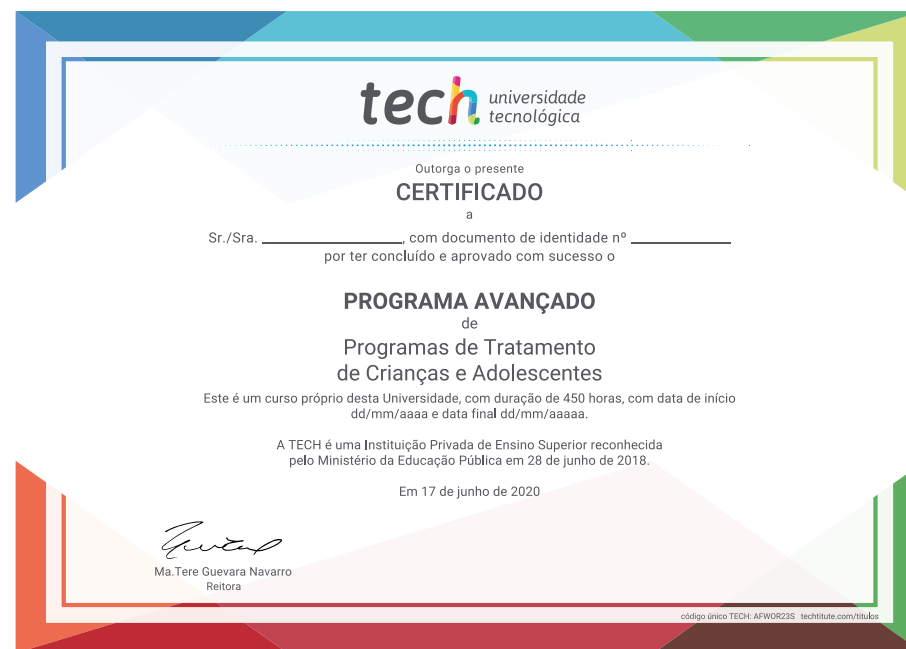 tech universidade
tecnológica
Outorga o presente
CERTIFICADO
a
Sr./Sra. ____________, com documento de identidade nº ____________
por ter concluído e aprovado com sucesso o
PROGRAMA AVANÇADO
de
Programas de Tratamento
de Crianças e Adolescentes
Este é um curso próprio desta Universidade, com duração de 450 horas, com data de início
dd/mm/aaaa e data final dd/mm/aaaaa.
A TECH é uma Instituição Privada de Ensino Superior reconhecida
pelo Ministério da Educação Pública em 28 de junho de 2018.
Em 17 de junho de 2020
Ma.Tere Guevara Navarro
Reitora
código único TECH: AFWOR23S techtitute.com/titulos